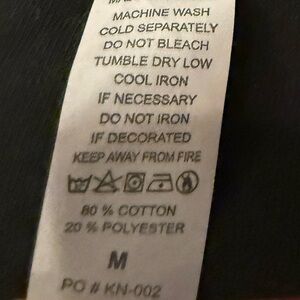 MACHINE WASH
COLD SEPARATELY
DO NOT BLEACH
TUMBLE DRY LOW
COOL IRON
IF NECESSARY
DO NOT IRON
IF DECORATED
KEEP AWAY FROM FIRE
80 % COTTON
20 % POLYESTER
M
PO # KN-002